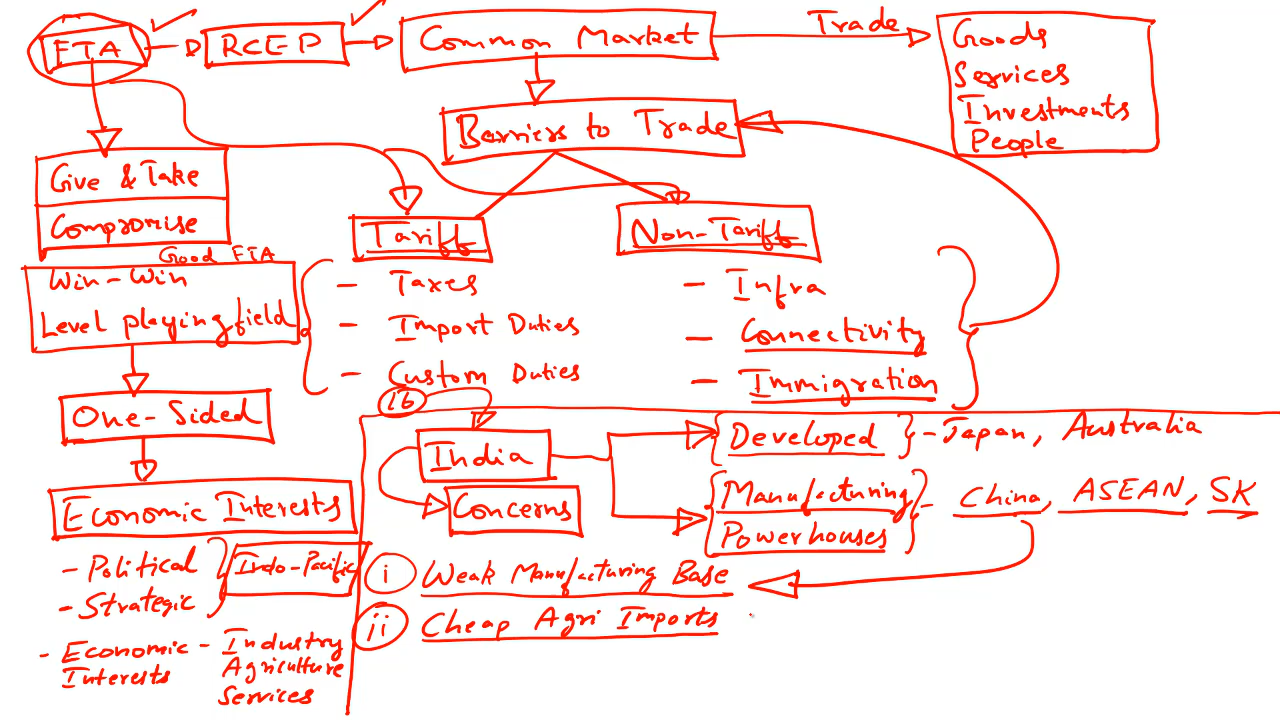 FTA
RCEP
Common Market
Trade
Goods
Services
Investments
People
Barriers to Trade
Give & Take
Compromise
Good FTA
Win-Win
Level playing field
Tariff
- Taxes
- Import Duties
- Custom Duties
Non-Tariff
- Infra
- Connectivity
- Immigration
One-Sided
Economic Interests
- Political
- Strategic
Indo-Pacific
- Economic - Industry
Interests
Agriculture
Services
16
India
Concerns
Developed - Japan, Australia
Manufacturing - China, ASEAN, SK
Powerhouses
i Weak Manufacturing Base
ii Cheap Agri Imports